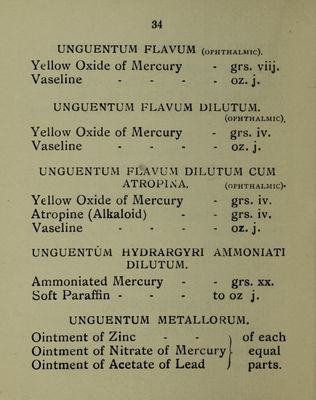 34
UNGUENTUM FLAVUM (OPHTHALMIC).
Yellow Oxide of Mercury - grs. viij.
Vaseline - - - - oz. j.
UNGUENTUM FLAVUM DILUTUM.
(OPHTHALMIC).
Yellow Oxide of Mercury - grs. iv.
Vaseline - - - - oz. j.
UNGUENTUM FLAVUM DILUTUM CUM
ATROPINA. (OPHTHALMIC).
Yellow Oxide of Mercury - grs. iv.
Atropine (Alkaloid) - - grs. iv.
Vaseline - - - - oz. j.
UNGUENTUM HYDRARGYRI AMMONIATI
DILUTUM.
Ammoniated Mercury - - grs. xx.
Soft Paraffin - - to oz j.
UNGUENTUM METALLORUM.
Ointment of Zinc - - } of each
Ointment of Nitrate of Mercury } equal
Ointment of Acetate of Lead } parts.